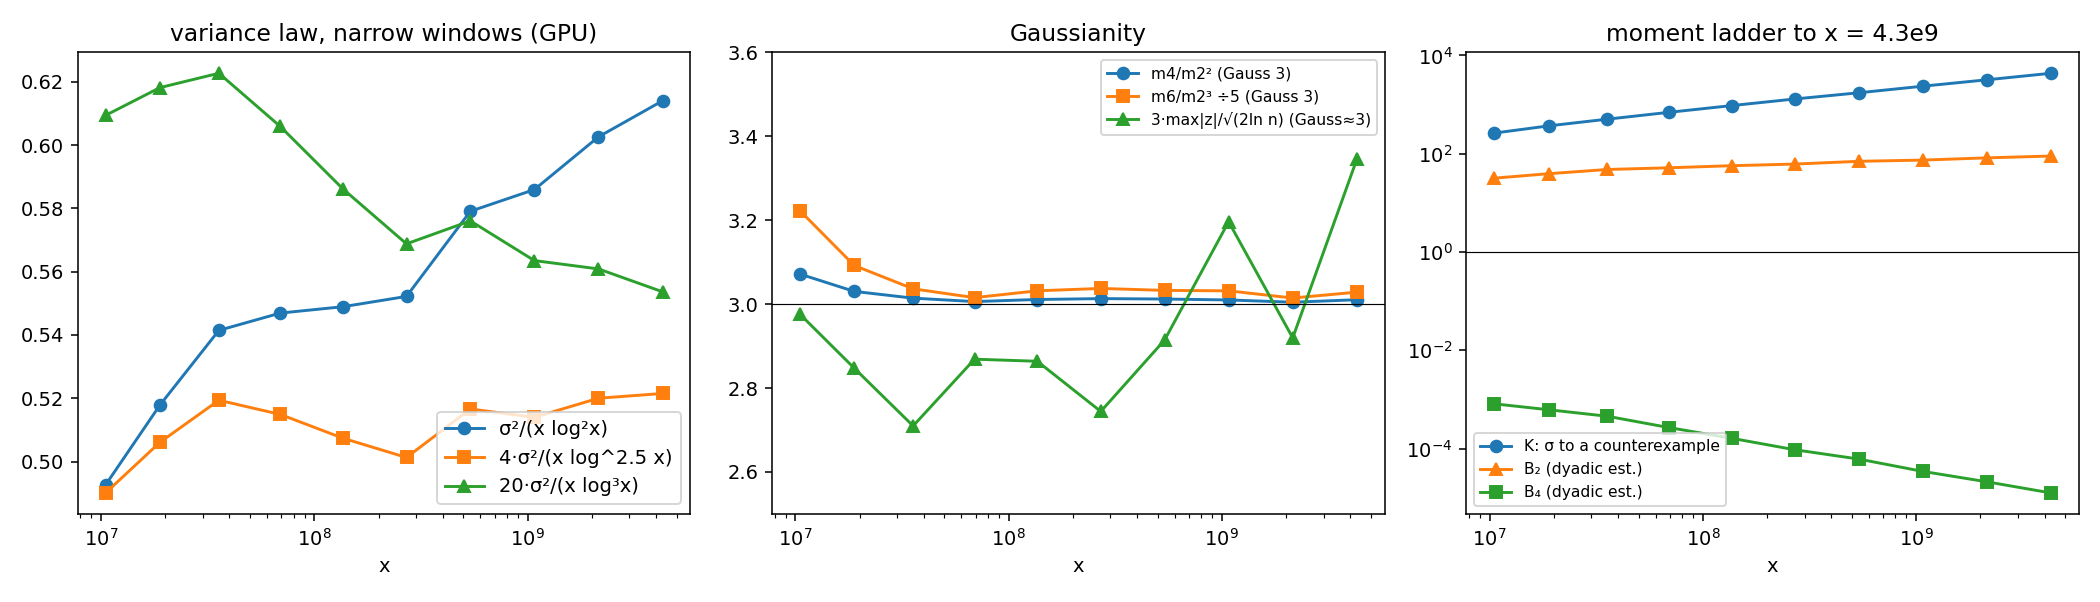 variance law, narrow windows (GPU)
0.62
0.60
0.58
0.56
0.54
0.52
0.50
σ²/(x log²x)
4·σ²/(x log^2.5 x)
20·σ²/(x log³x)
10⁷
10⁸
10⁹
x
Gaussianity
3.6
3.4
3.2
3.0
2.8
2.6
m4/m2² (Gauss 3)
m6/m2³ ÷5 (Gauss 3)
3·max|z|/√(2ln n) (Gauss≈3)
10⁷
10⁸
10⁹
x
moment ladder to x = 4.3e9
10⁴
10²
10⁰
10⁻²
10⁻⁴
K: σ to a counterexample
B₂ (dyadic est.)
B₄ (dyadic est.)
10⁷
10⁸
10⁹
x